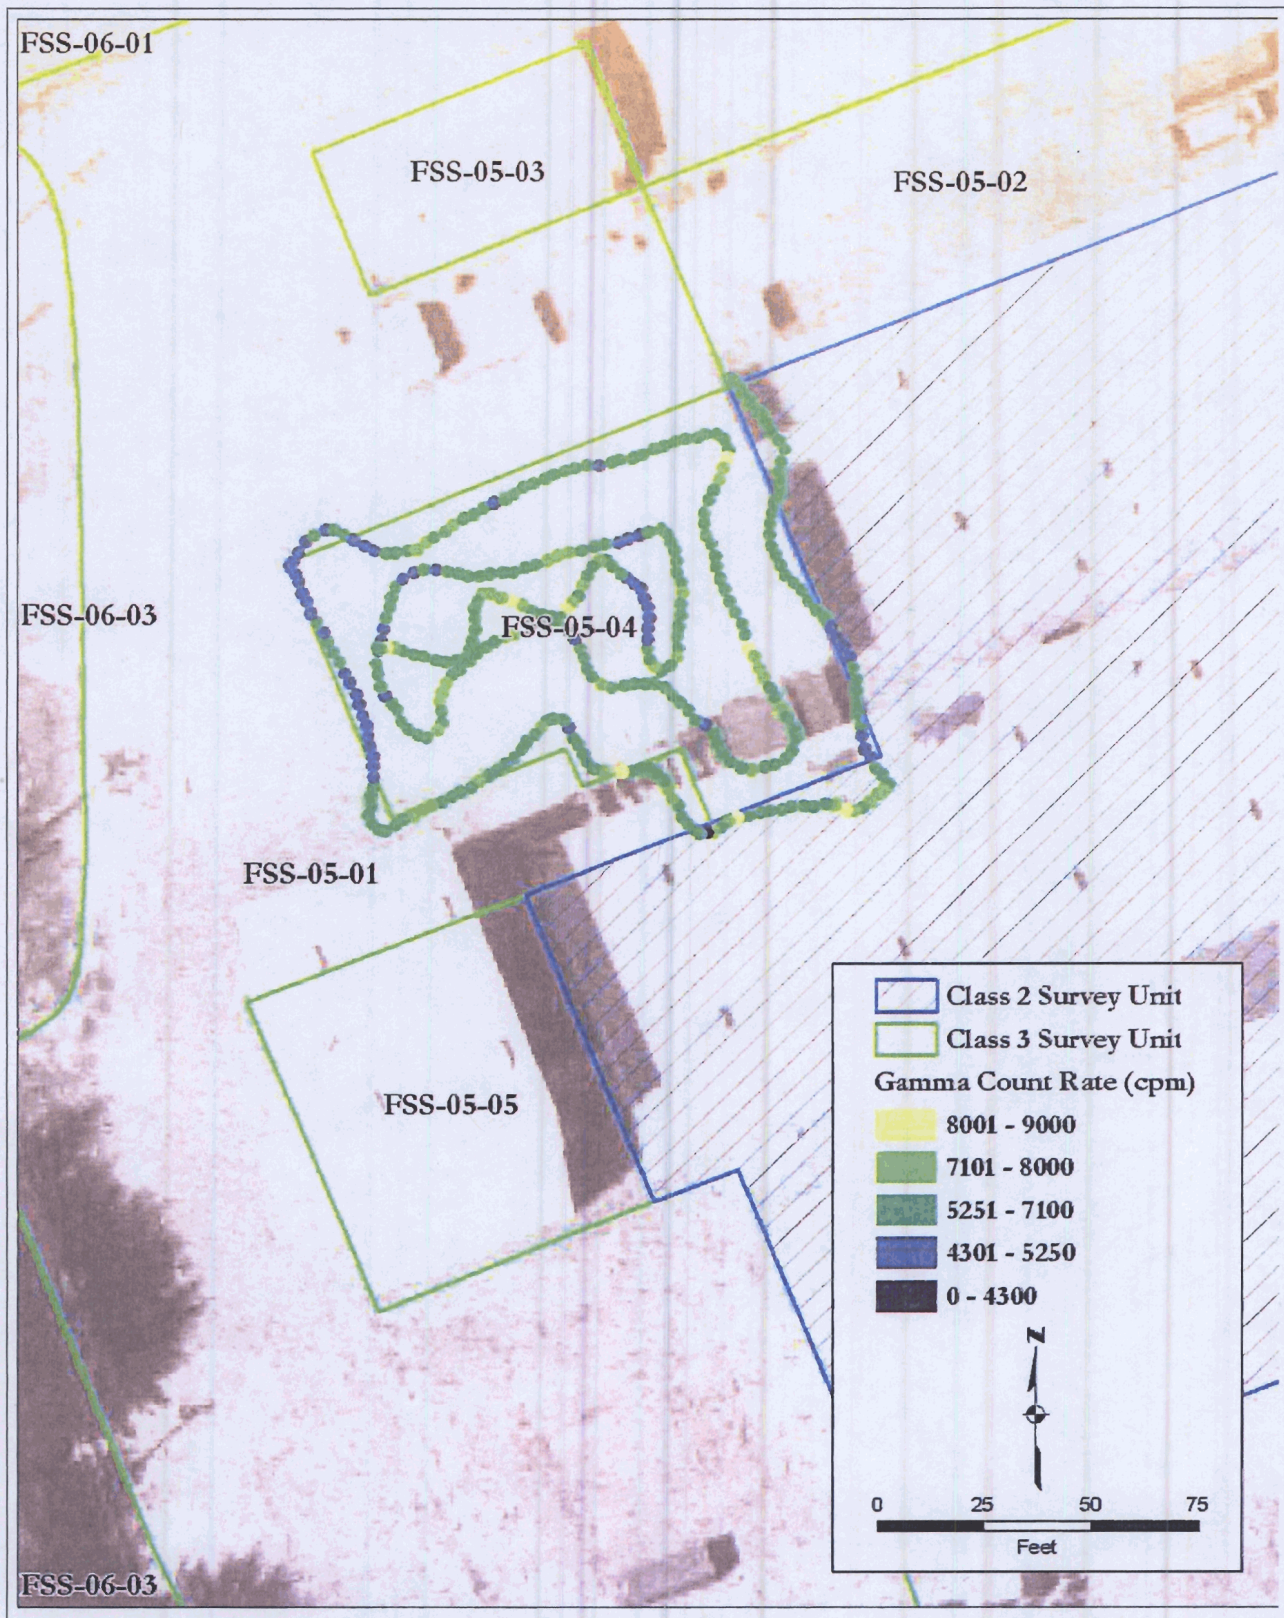 FSS-06-01
FSS-05-03
FSS-05-02
FSS-06-03
FSS-05-04
FSS-05-01
FSS-05-05
Class 2 Survey Unit
Class 3 Survey Unit
Gamma Count Rate (cpm)
8001 - 9000
7101 - 8000
5251 - 7100
4301 - 5250
0 - 4300
N
0 25 50 75
Feet
FSS-06-03